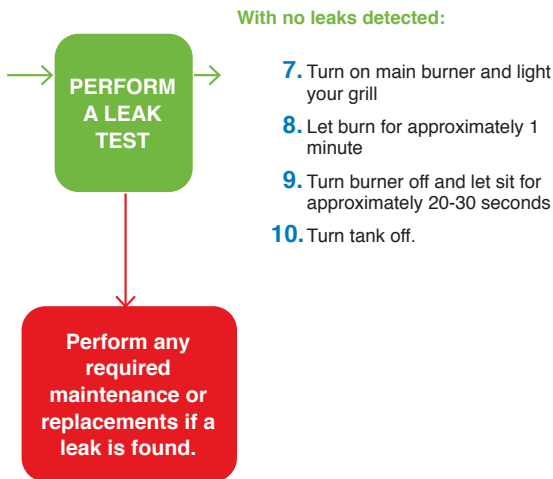 PERFORM
A LEAK
TEST
With no leaks detected:
7. Turn on main burner and light
your grill
8. Let burn for approximately 1
minute
9. Turn burner off and let sit for
approximately 20-30 seconds
10. Turn tank off.
Perform any
required
maintenance or
replacements if a
leak is found.